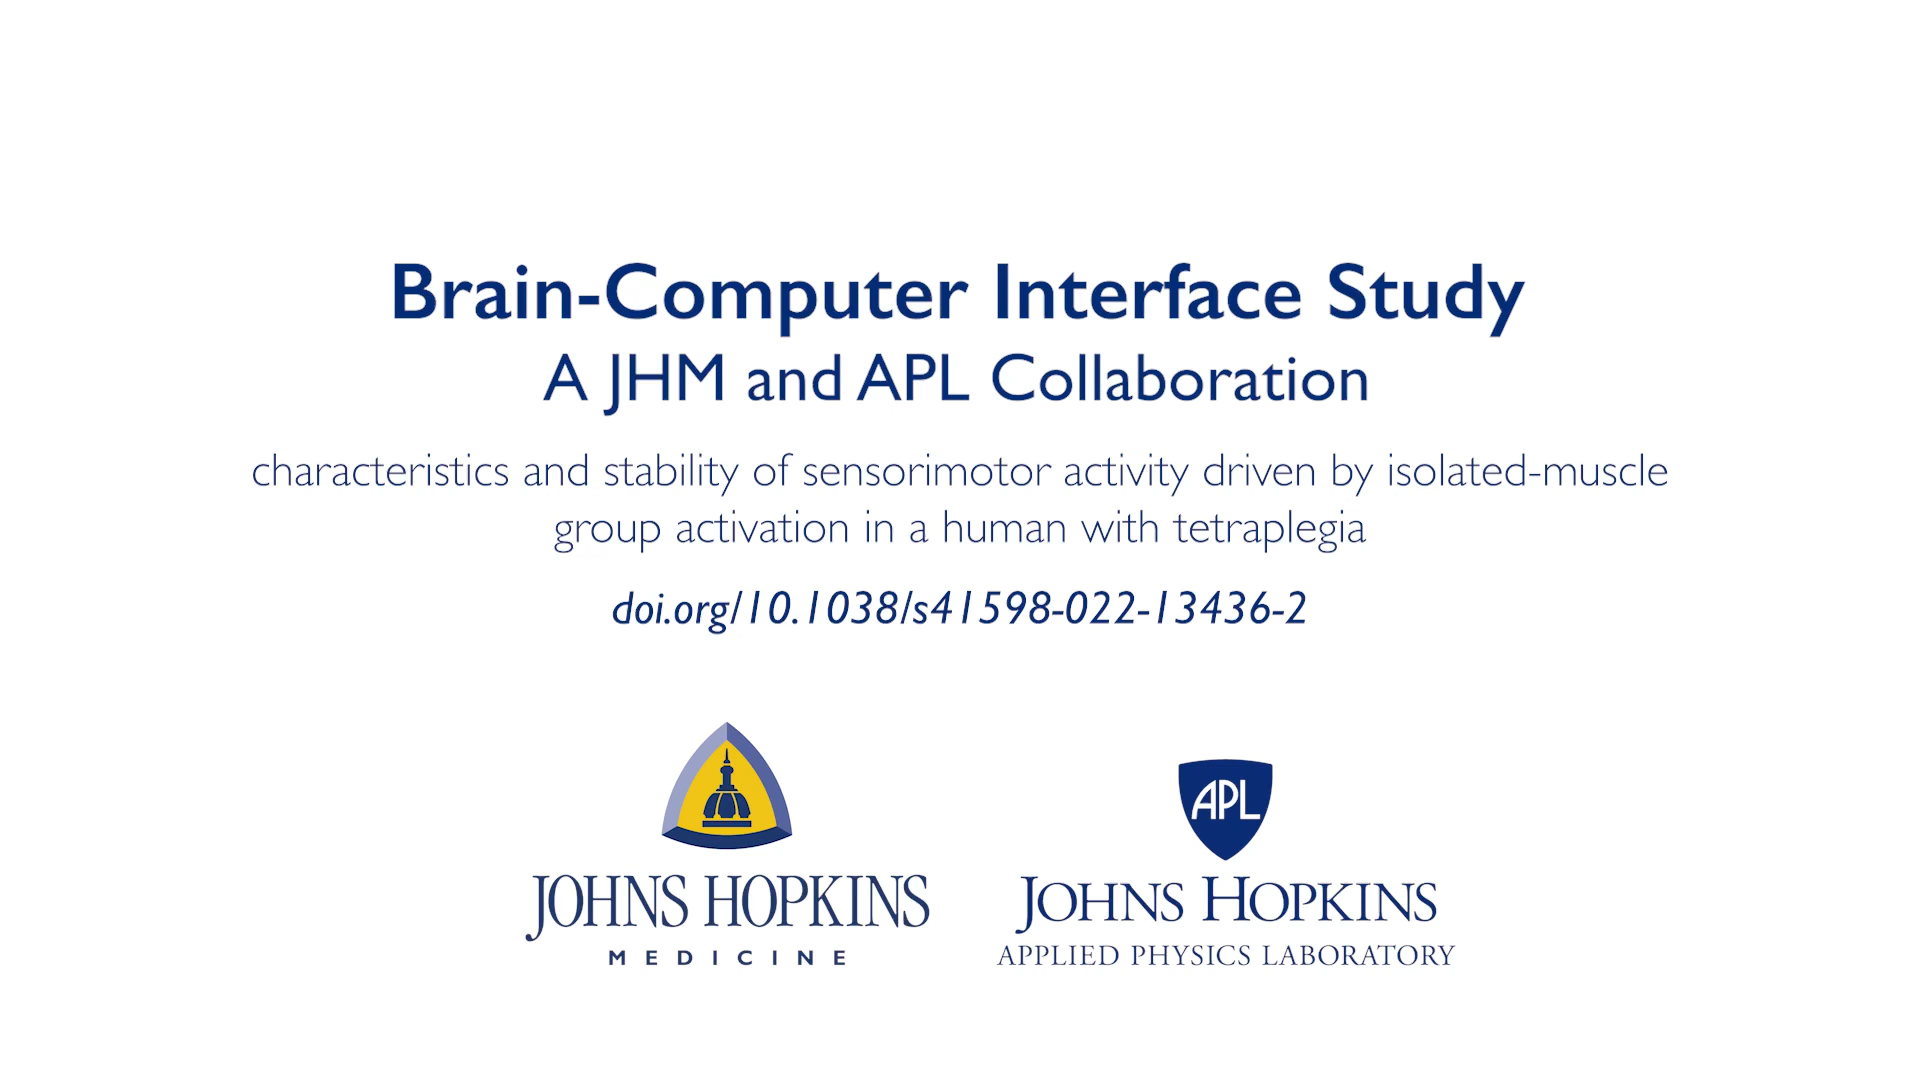 Brain-Computer Interface Study
A JHM and APL Collaboration
characteristics and stability of sensorimotor activity driven by isolated-muscle
group activation in a human with tetraplegia
doi.org/10.1038/s41598-022-13436-2
JOHNS HOPKINS
MEDICINE
APL
JOHNS HOPKINS
APPLIED PHYSICS LABORATORY